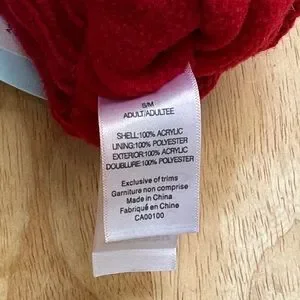 S/M
ADULT/ADULTEE
SHELL:100% ACRYLIC
LINING:100% POLYESTER
EXTERIOR:100% ACRYLIC
DOUBLURE:100% POLYESTER
Exclusive of trims
Garniture non comprise
Made in China
Fabriqué en Chine
CA00100